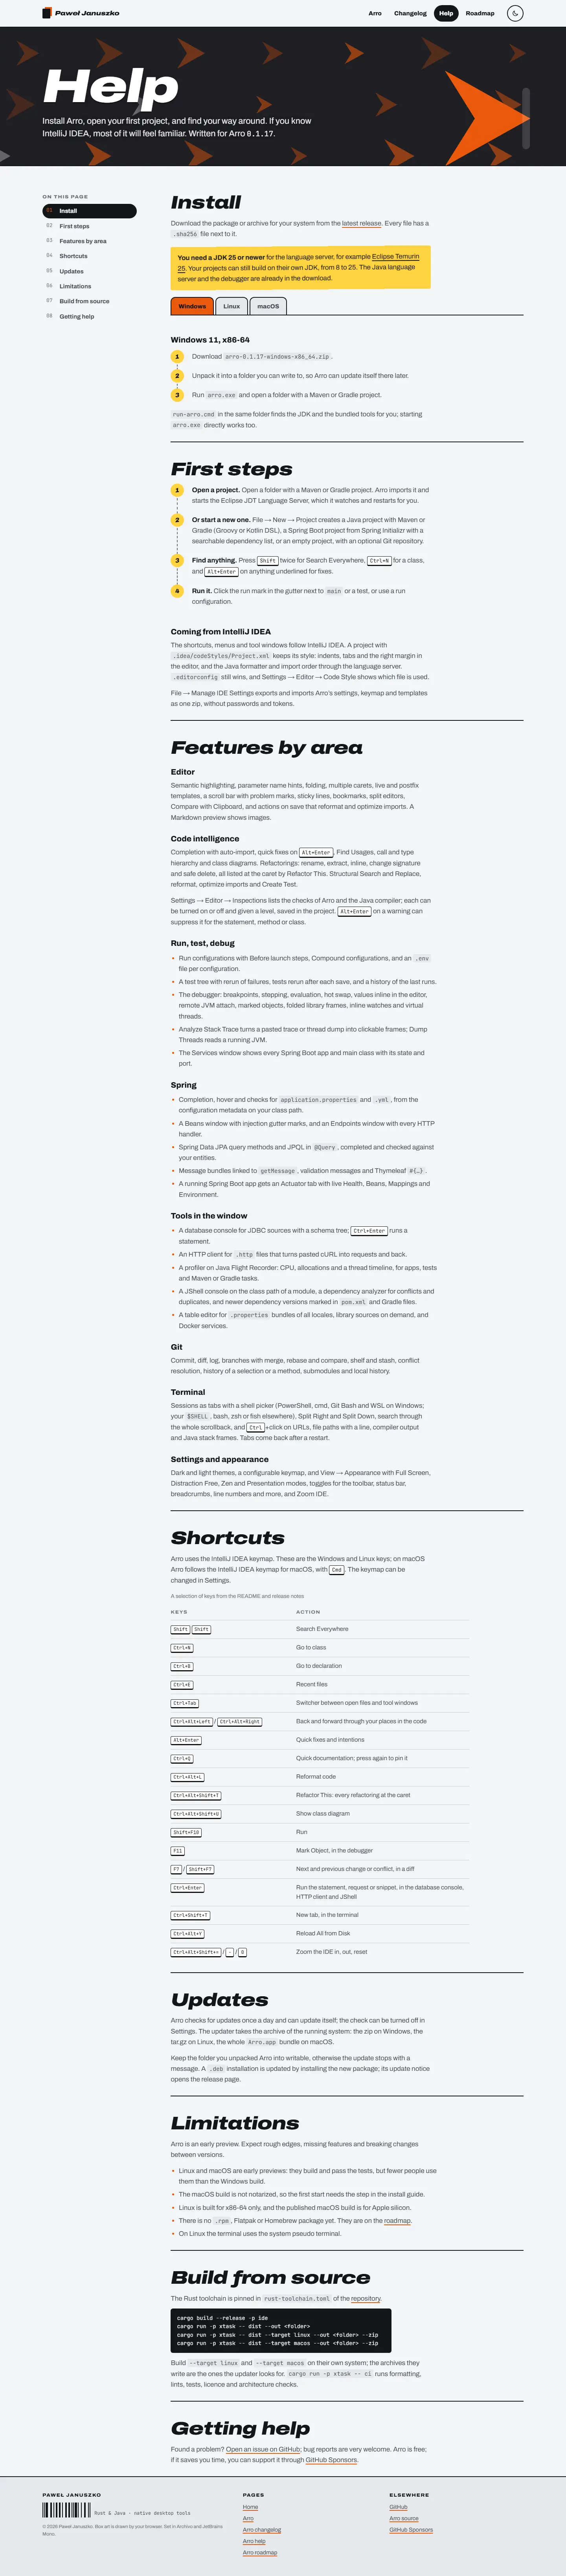 Paweł Januszko
Arro Changelog Help Roadmap
Help
Install Arro, open your first project, and find your way around. If you know
IntelliJ IDEA, most of it will feel familiar. Written for Arro 0.1.17.
ON THIS PAGE
01 Install
02 First steps
03 Features by area
04 Shortcuts
05 Updates
06 Limitations
07 Build from source
08 Getting help
Install
Download the package or archive for your system from the latest release. Every file has a
.sha256 file next to it.
You need a JDK 25 or newer for the language server, for example Eclipse Temurin
25. Your projects can still build on their own JDK, from 8 to 25. The Java language
server and the debugger are already in the download.
Windows Linux macOS
Windows 11, x86-64
1 Download arro-0.1.17-windows-x86_64.zip.
2 Unpack it into a folder you can write to, so Arro can update itself there later.
3 Run arro.exe and open a folder with a Maven or Gradle project.
run-arro.cmd in the same folder finds the JDK and the bundled tools for you; starting
arro.exe directly works too.
First steps
1 Open a project. Open a folder with a Maven or Gradle project. Arro imports it and
starts the Eclipse JDT Language Server, which it watches and restarts for you.
2 Or start a new one. File → New → Project creates a Java project with Maven or
Gradle (Groovy or Kotlin DSL), a Spring Boot project from Spring Initializr with a
searchable dependency list, or an empty project, with an optional Git repository.
3 Find anything. Press Shift twice for Search Everywhere, Ctrl+N for a class,
and Alt+Enter on anything underlined for fixes.
4 Run it. Click the run mark in the gutter next to main or a test, or use a run
configuration.
Coming from IntelliJ IDEA
The shortcuts, menus and tool windows follow IntelliJ IDEA. A project with
.idea/codeStyles/Project.xml keeps its style: indents, tabs and the right margin in
the editor, and the Java formatter and import order through the language server.
.editorconfig still wins, and Settings → Editor → Code Style shows which file is used.
File → Manage IDE Settings exports and imports Arro's settings, keymap and templates
as one zip, without passwords and tokens.
Features by area
Editor
Semantic highlighting, parameter name hints, folding, multiple carets, live and postfix
templates, a scroll bar with problem marks, sticky lines, bookmarks, split editors,
Compare with Clipboard, and actions on save that reformat and optimize imports. A
Markdown preview shows images.
Code intelligence
Completion with auto-import, quick fixes on Alt+Enter, Find Usages, call and type
hierarchy and class diagrams. Refactorings: rename, extract, inline, change signature
and safe delete, all listed at the caret by Refactor This. Structural Search and Replace,
reformat, optimize imports and Create Test.
Settings → Editor → Inspections lists the checks of Arro and the Java compiler; each can
be turned on or off and given a level, saved in the project. Alt+Enter on a warning can
suppress it for the statement, method or class.
Run, test, debug
• Run configurations with Before launch steps, Compound configurations, and an .env
file per configuration.
• A test tree with rerun of failures, tests rerun after each save, and a history of the last runs.
• The debugger: breakpoints, stepping, evaluation, hot swap, values inline in the editor,
remote JVM attach, marked objects, folded library frames, inline watches and virtual
threads.
• Analyze Stack Trace turns a pasted trace or thread dump into clickable frames; Dump
Threads reads a running JVM.
• The Services window shows every Spring Boot app and main class with its state and
port.
Spring
• Completion, hover and checks for application.properties and .yml, from the
configuration metadata on your class path.
• A Beans window with injection gutter marks, and an Endpoints window with every HTTP
handler.
• Spring Data JPA query methods and JPQL in @Query, completed and checked against
your entities.
• Message bundles linked to getMessage, validation messages and Thymeleaf #{…}.
• A running Spring Boot app gets an Actuator tab with live Health, Beans, Mappings and
Environment.
Tools in the window
• A database console for JDBC sources with a schema tree; Ctrl+Enter runs a
statement.
• An HTTP client for .http files that turns pasted cURL into requests and back.
• A profiler on Java Flight Recorder: CPU, allocations and a thread timeline, for apps, tests
and Maven or Gradle tasks.
• A JShell console on the class path of a module, a dependency analyzer for conflicts and
duplicates, and newer dependency versions marked in pom.xml and Gradle files.
• A table editor for .properties bundles of all locales, library sources on demand, and
Docker services.
Git
Commit, diff, log, branches with merge, rebase and compare, shelf and stash, conflict
resolution, history of a selection or a method, submodules and local history.
Terminal
Sessions as tabs with a shell picker (PowerShell, cmd, Git Bash and WSL on Windows;
your $SHELL, bash, zsh or fish elsewhere), Split Right and Split Down, search through
the whole scrollback, and Ctrl+click on URLs, file paths with a line, compiler output
and Java stack frames. Tabs come back after a restart.
Settings and appearance
Dark and light themes, a configurable keymap, and View → Appearance with Full Screen,
Distraction Free, Zen and Presentation modes, toggles for the toolbar, status bar,
breadcrumbs, line numbers and more, and Zoom IDE.
Shortcuts
Arro uses the IntelliJ IDEA keymap. These are the Windows and Linux keys; on macOS
Arro follows the IntelliJ IDEA keymap for macOS, with Cmd. The keymap can be
changed in Settings.
A selection of keys from the README and release notes
KEYS ACTION
Shift Shift Search Everywhere
Ctrl+N Go to class
Ctrl+B Go to declaration
Ctrl+E Recent files
Ctrl+Tab Switcher between open files and tool windows
Ctrl+Alt+Left / Ctrl+Alt+Right Back and forward through your places in the code
Alt+Enter Quick fixes and intentions
Ctrl+Q Quick documentation; press again to pin it
Ctrl+Alt+L Reformat code
Ctrl+Alt+Shift+T Refactor This: every refactoring at the caret
Ctrl+Alt+Shift+U Show class diagram
Shift+F10 Run
F11 Mark Object, in the debugger
F7 / Shift+F7 Next and previous change or conflict, in a diff
Ctrl+Enter Run the statement, request or snippet, in the database console,
HTTP client and JShell
Ctrl+Shift+T New tab, in the terminal
Ctrl+Alt+Y Reload All from Disk
Ctrl+Alt+Shift+= / - / 0 Zoom the IDE in, out, reset
Updates
Arro checks for updates once a day and can update itself; the check can be turned off in
Settings. The updater takes the archive of the running system: the zip on Windows, the
tar.gz on Linux, the whole Arro.app bundle on macOS.
Keep the folder you unpacked Arro into writable, otherwise the update stops with a
message. A .deb installation is updated by installing the new package; its update notice
opens the release page.
Limitations
Arro is an early preview. Expect rough edges, missing features and breaking changes
between versions.
• Linux and macOS are early previews: they build and pass the tests, but fewer people use
them than the Windows build.
• The macOS build is not notarized, so the first start needs the step in the install guide.
• Linux is built for x86-64 only, and the published macOS build is for Apple silicon.
• There is no .rpm, Flatpak or Homebrew package yet. They are on the roadmap.
• On Linux the terminal uses the system pseudo terminal.
Build from source
The Rust toolchain is pinned in rust-toolchain.toml of the repository.
cargo build --release -p ide
cargo run -p xtask -- dist --out <folder>
cargo run -p xtask -- dist --target linux --out <folder> --zip
cargo run -p xtask -- dist --target macos --out <folder> --zip
Build --target linux and --target macos on their own system; the archives they
write are the ones the updater looks for. cargo run -p xtask -- ci runs formatting,
lints, tests, licence and architecture checks.
Getting help
Found a problem? Open an issue on GitHub; bug reports are very welcome. Arro is free;
if it saves you time, you can support it through GitHub Sponsors.
PAWEŁ JANUSZKO
Rust & Java · native desktop tools
© 2026 Paweł Januszko. Box art is drawn by your browser. Set in Archivo and JetBrains
Mono.
PAGES
Home
Arro
Arro changelog
Arro help
Arro roadmap
ELSEWHERE
GitHub
Arro source
GitHub Sponsors